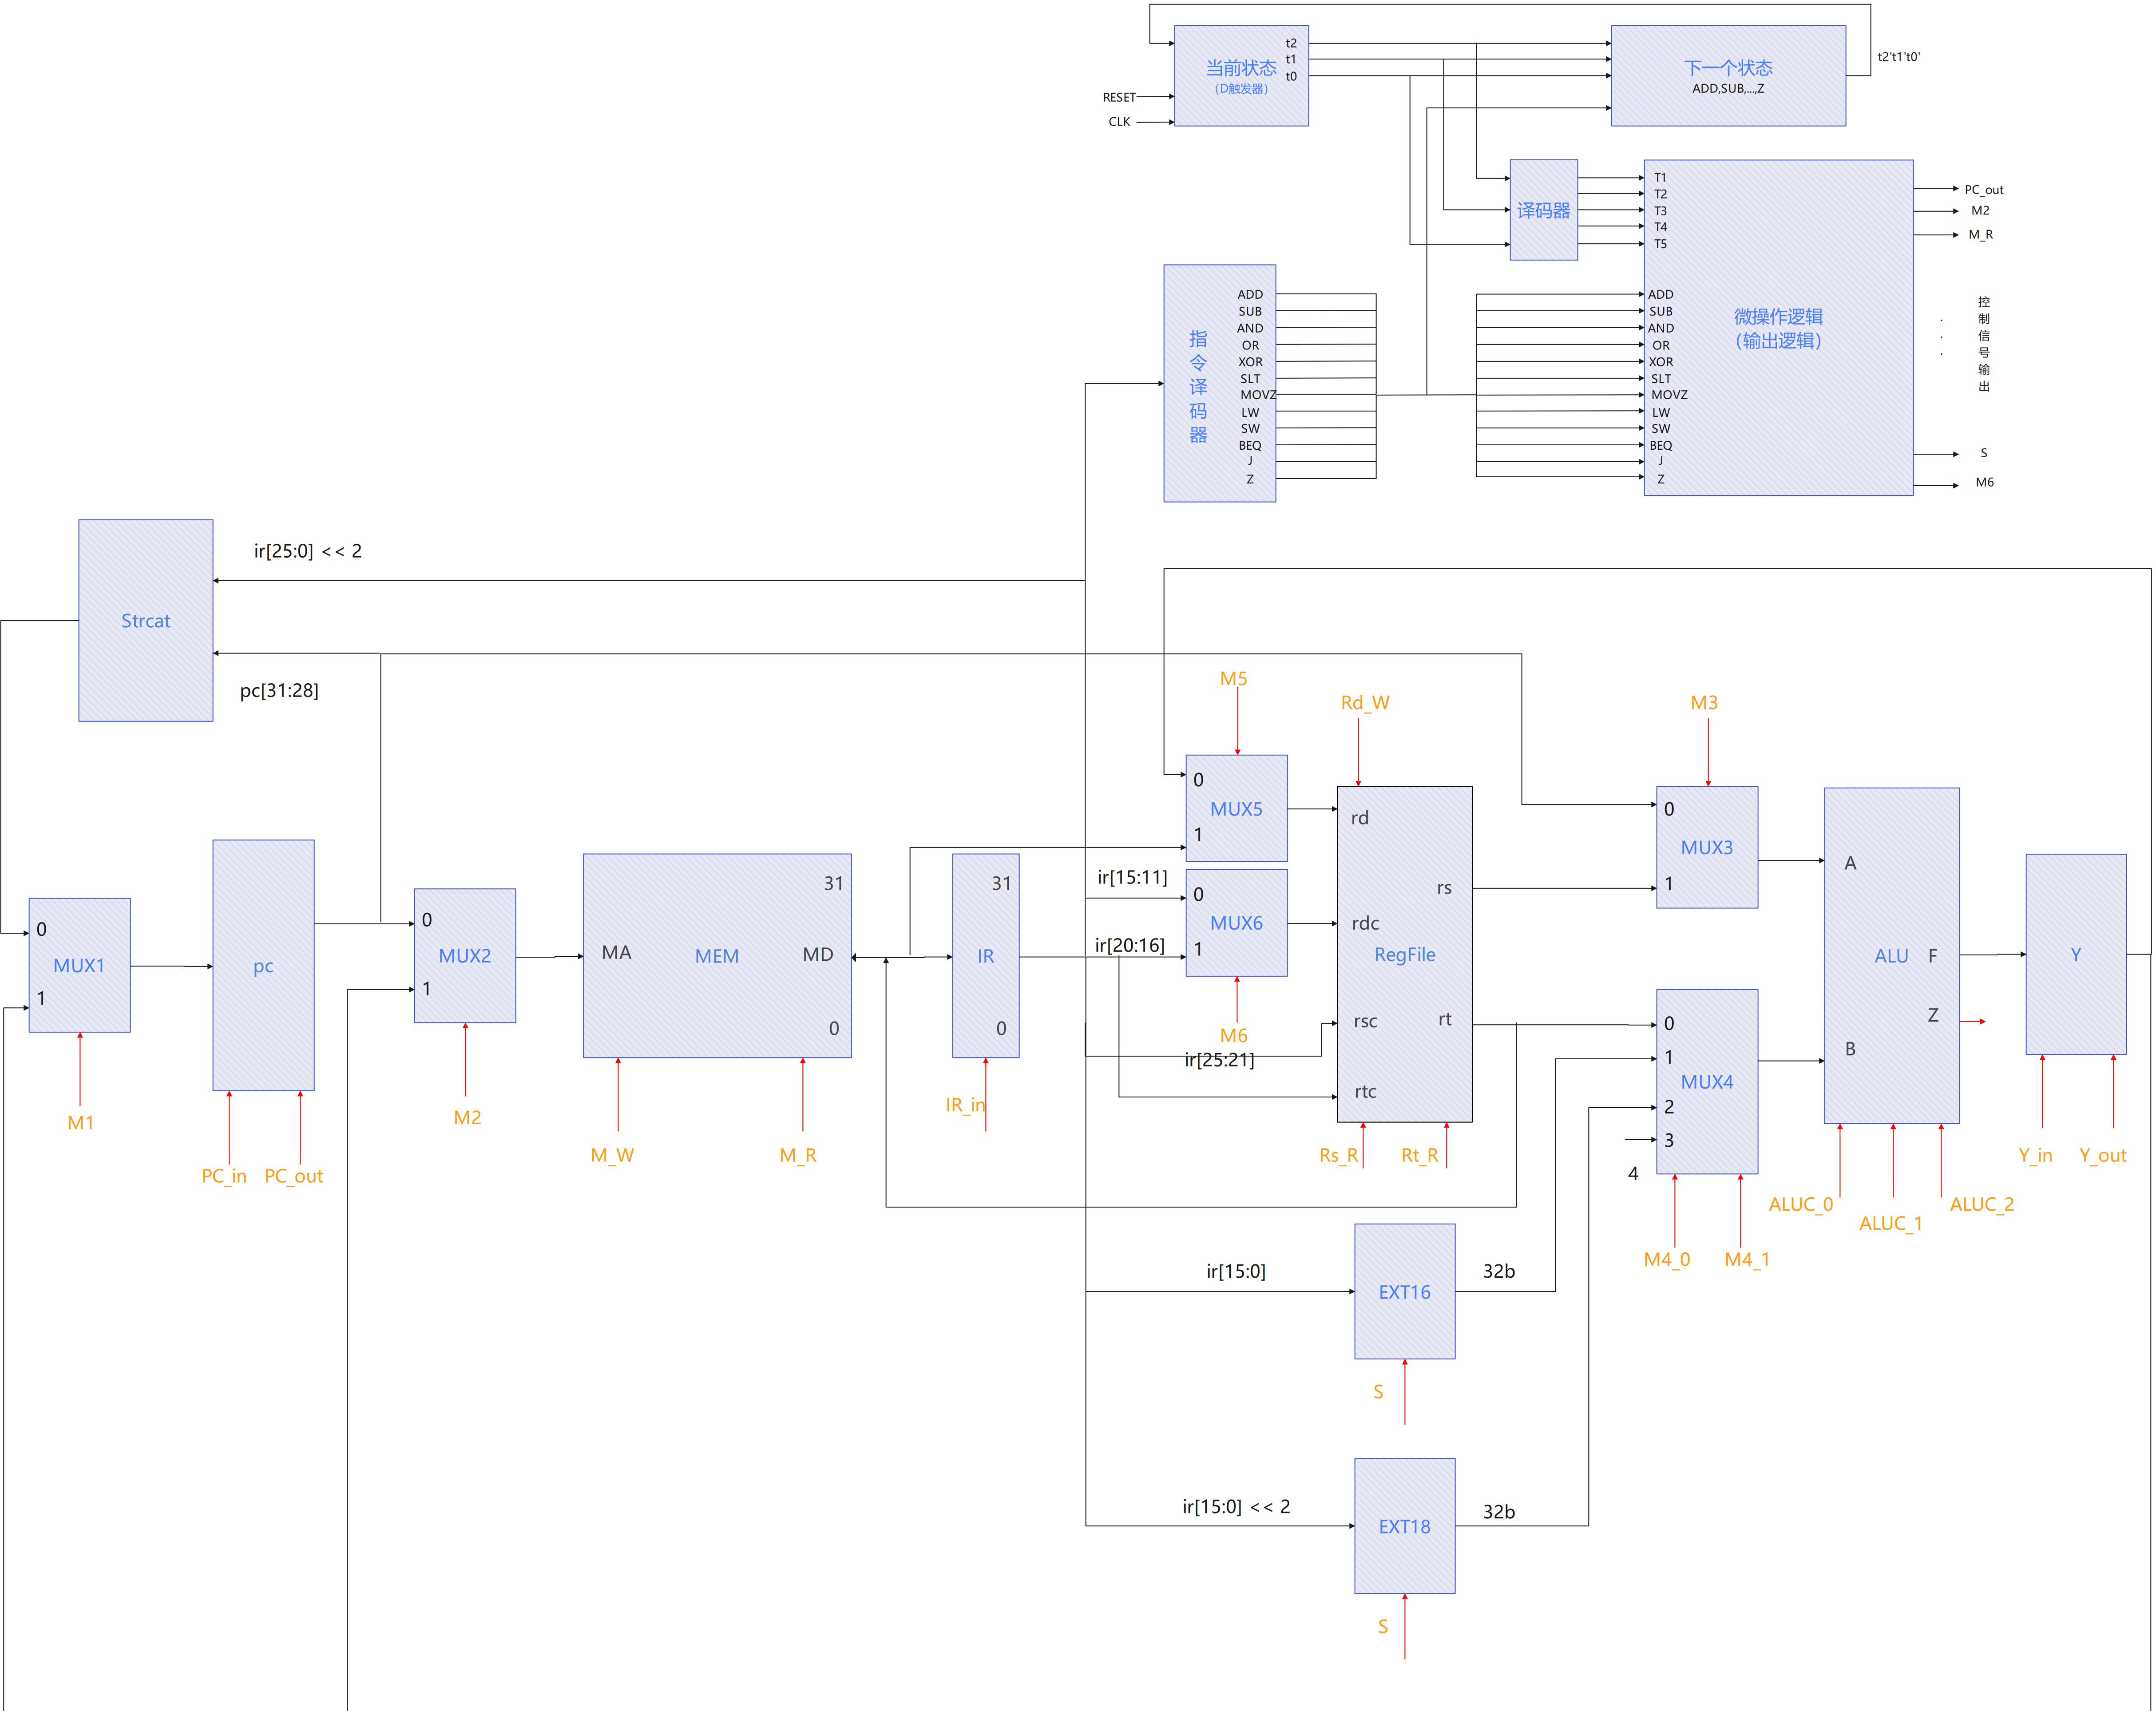 t2
t1
t0
当前状态
(D触发器)
RESET
CLK
下一个状态
ADD,SUB,...,Z
t2't1't0'
译码器
T1
T2
T3
T4
T5
ADD
SUB
AND
OR
XOR
SLT
MOVZ
LW
SW
BEQ
J
Z
微操作逻辑
(输出逻辑)
PC_out
M2
M_R
.
.
.
控
制
信
号
输
出
S
M6
指
令
译
码
器
ADD
SUB
AND
OR
XOR
SLT
MOVZ
LW
SW
BEQ
J
Z
ir[25:0] << 2
Strcat
pc[31:28]
0
MUX1
1
M1
pc
PC_in
PC_out
0
MUX2
1
M2
31
MA
MEM
MD
0
M_W
M_R
31
IR
0
IR_in
M5
0
MUX5
1
ir[15:11]
0
MUX6
ir[20:16]
1
M6
ir[25:21]
Rd_W
rd
rs
rdc
RegFile
rsc
rt
rtc
Rs_R
Rt_R
M3
0
MUX3
1
0
1
MUX4
2
3
4
M4_0
M4_1
A
ALU
F
Z
B
ALUC_0
ALUC_1
ALUC_2
Y
Y_in
Y_out
ir[15:0]
EXT16
32b
S
ir[15:0] << 2
EXT18
32b
S